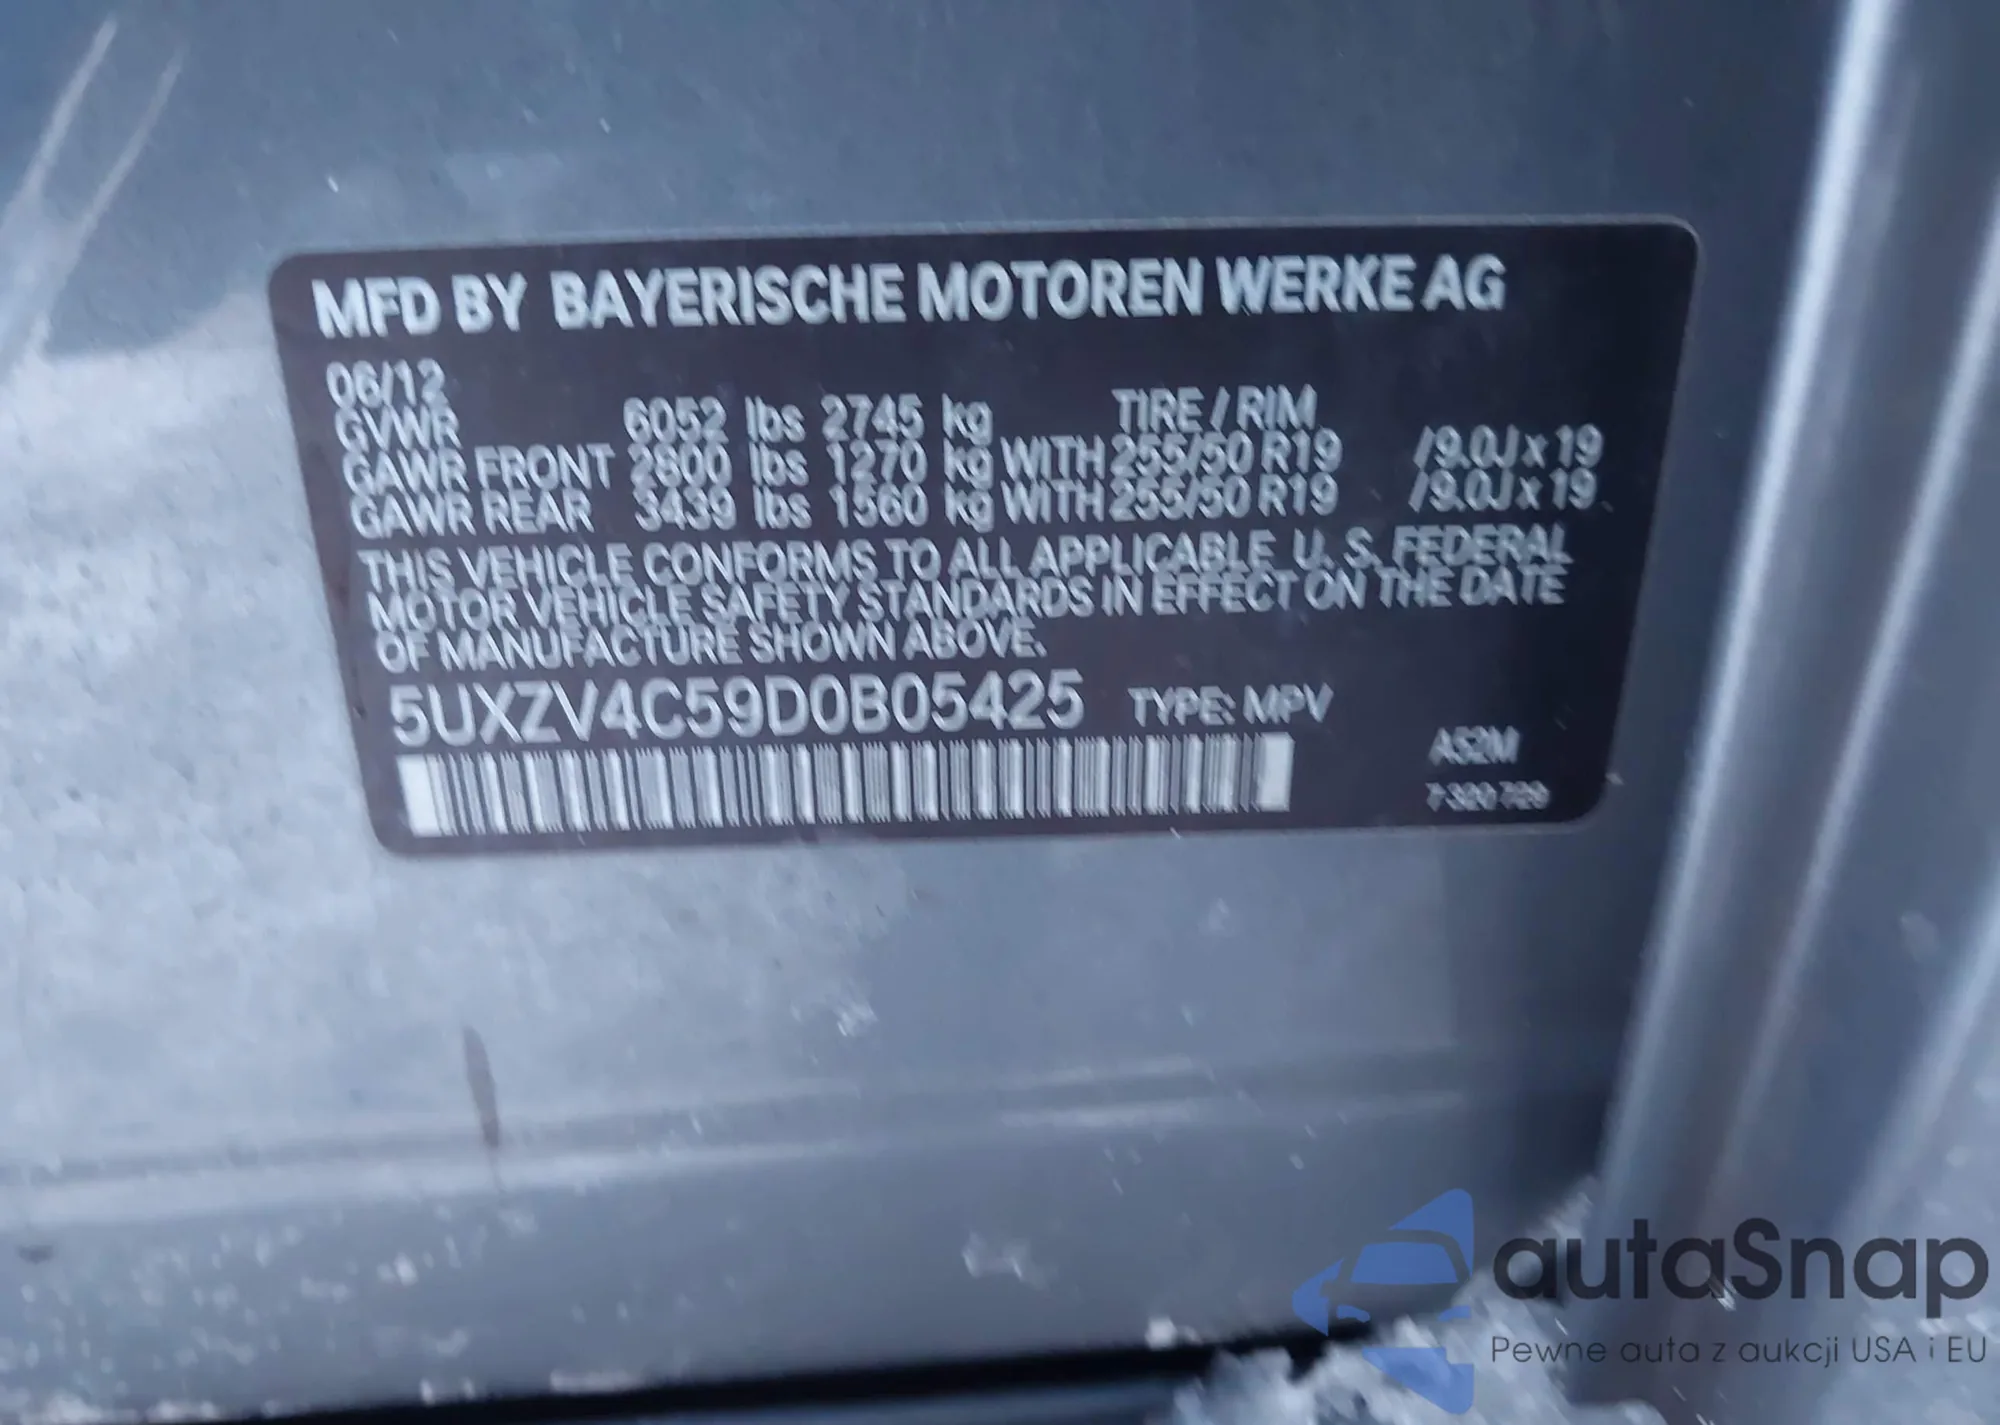 MFD BY BAYERISCHE MOTOREN WERKE AG
06/12
GVWR 6052 lbs 2745 kg TIRE / RIM
GAWR FRONT 2800 lbs 1270 kg WITH 255/50 R19 /9.0J x 19
GAWR REAR 3439 lbs 1560 kg WITH 255/50 R19 /9.0J x 19
THIS VEHICLE CONFORMS TO ALL APPLICABLE U. S. FEDERAL
MOTOR VEHICLE SAFETY STANDARDS IN EFFECT ON THE DATE
OF MANUFACTURE SHOWN ABOVE.
5UXZV4C59D0B05425 TYPE: MPV
A52M
autaSnap
Pewne auta z aukcji USA i EU